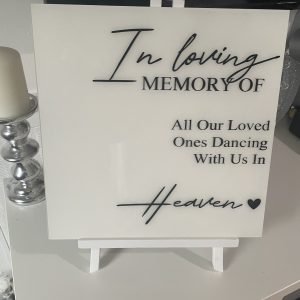 In loving
MEMORY OF
All Our Loved
Ones Dancing
With Us In
Heaven